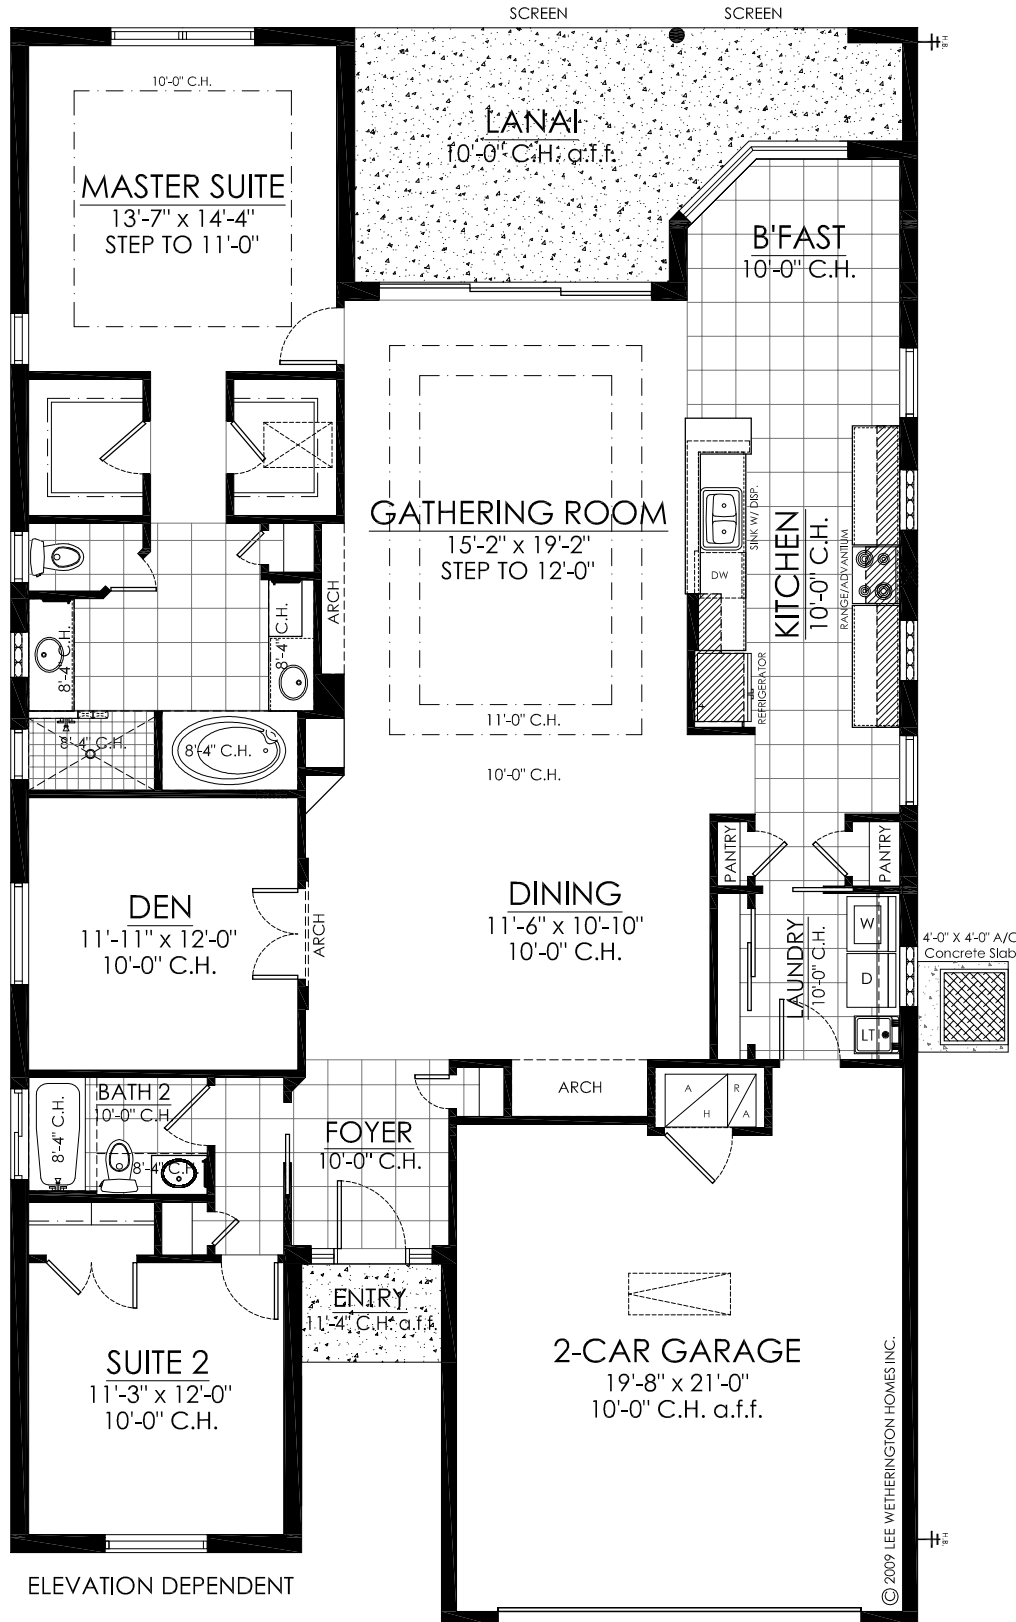 SCREEN
SCREEN
H.B.
10'-0" C.H.
LANAI
10'-0" C.H. a.f.f.
MASTER SUITE
13'-7" x 14'-4"
STEP TO 11'-0"
B'FAST
10'-0" C.H.
GATHERING ROOM
15'-2" x 19'-2"
STEP TO 12'-0"
SINK W/ DISP.
DW
KITCHEN
10'-0" C.H.
RANGE/ADVANTIUM
REFRIGERATOR
ARCH
8'-4" C.H.
8'-4" C.H.
8'-4" C.H.
8'-4" C.H.
11'-0" C.H.
10'-0" C.H.
PANTRY
PANTRY
DEN
11'-11" x 12'-0"
10'-0" C.H.
ARCH
DINING
11'-6" x 10'-10"
10'-0" C.H.
LAUNDRY
10'-0" C.H.
W
D
LT
4'-0" X 4'-0" A/C
Concrete Slab
BATH 2
10'-0" C.H.
8'-4" C.H.
8'-4" C.H.
FOYER
10'-0" C.H.
ARCH
A
H
R
A
ENTRY
11'-4" C.H. a.f.f.
SUITE 2
11'-3" x 12'-0"
10'-0" C.H.
2-CAR GARAGE
19'-8" x 21'-0"
10'-0" C.H. a.f.f.
© 2009 LEE WETHERINGTON HOMES INC.
H.B.
ELEVATION DEPENDENT